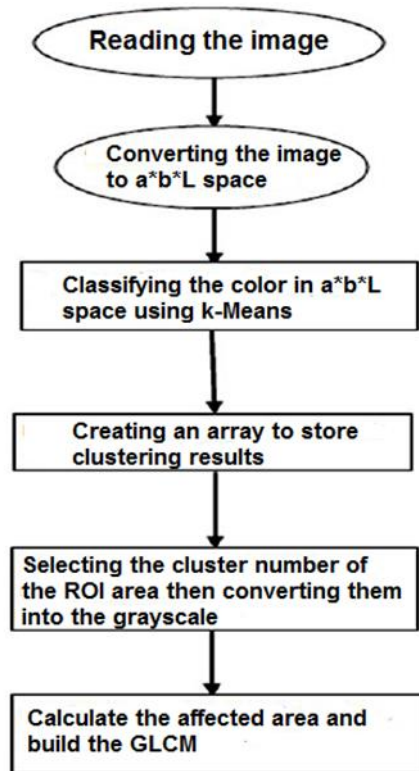 Reading the image
Converting the image
to a*b*L space
Classifying the color in a*b*L
space using k-Means
Creating an array to store
clustering results
Selecting the cluster number of
the ROI area then converting them
into the grayscale
Calculate the affected area and
build the GLCM